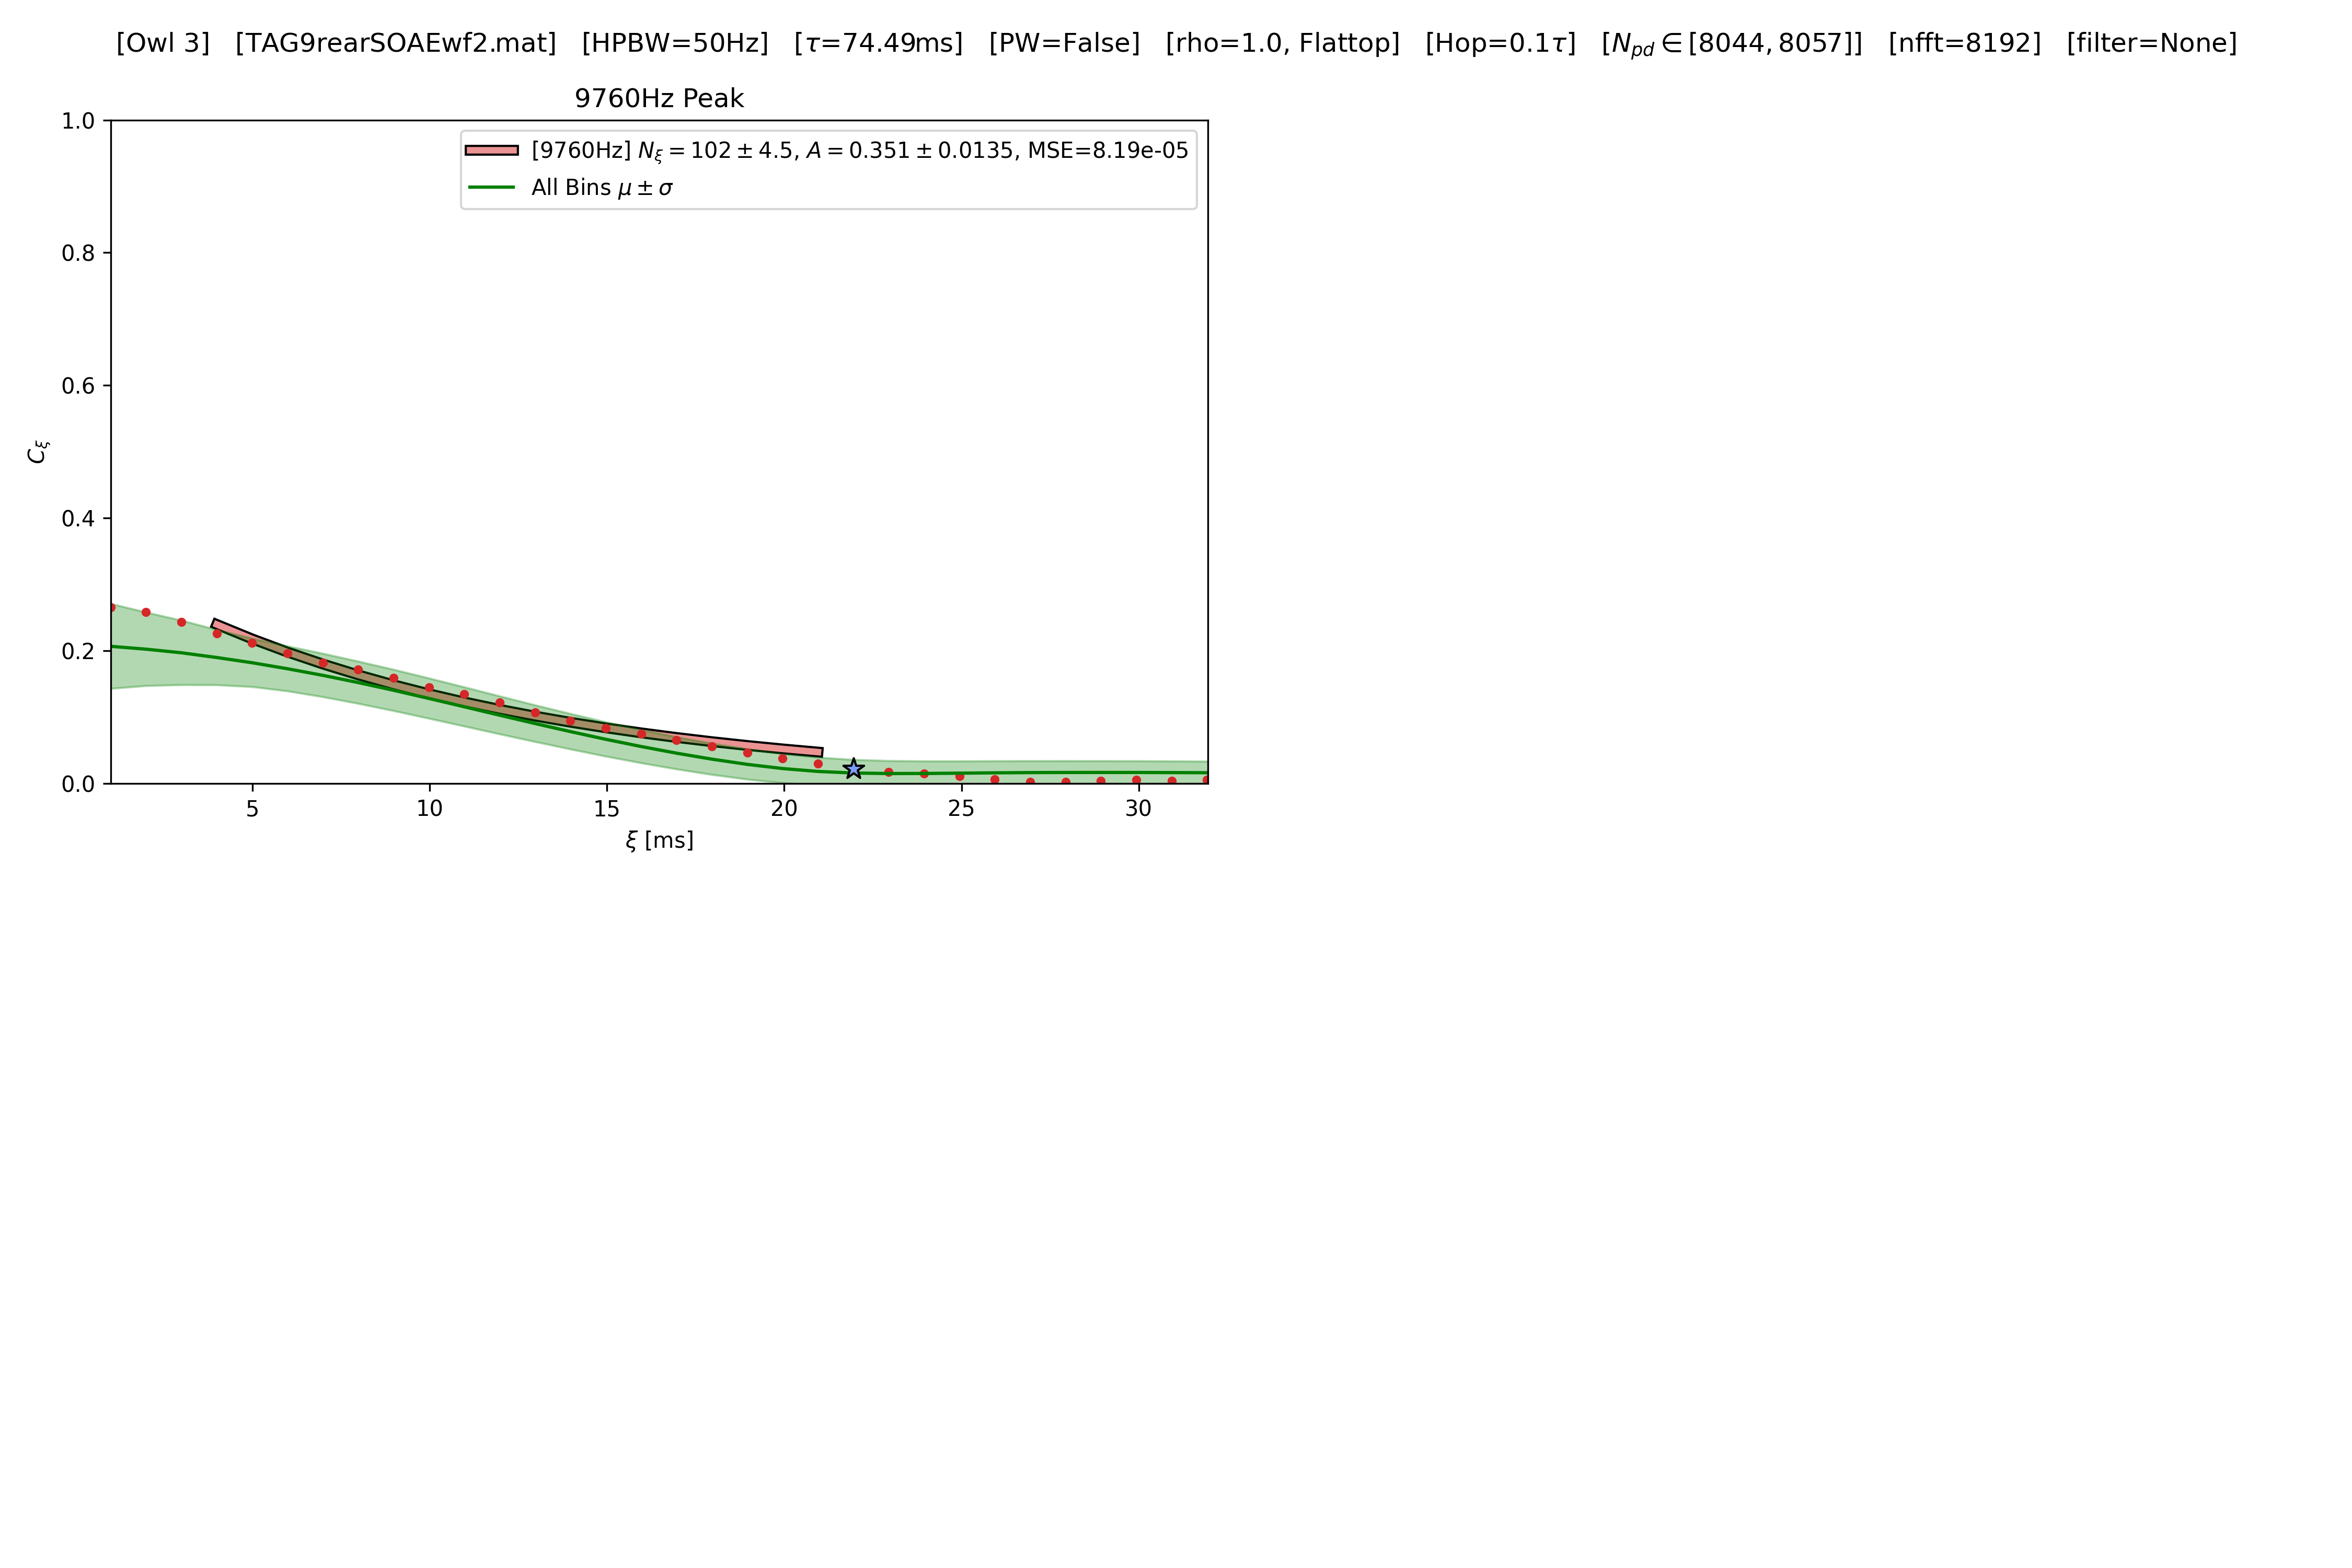 [Owl 3]   [TAG9rearSOAEwf2.mat]   [HPBW=50Hz]   [τ=74.49ms]   [PW=False]   [rho=1.0, Flattop]   [Hop=0.1τ]   [N_pd ∈ [8044, 8057]]   [nfft=8192]   [filter=None]
9760Hz Peak
[9760Hz] N_ξ = 102 ± 4.5, A = 0.351 ± 0.0135, MSE=8.19e-05
All Bins μ ± σ
1.0
0.8
0.6
0.4
0.2
0.0
C_ξ
5 10 15 20 25 30
ξ [ms]